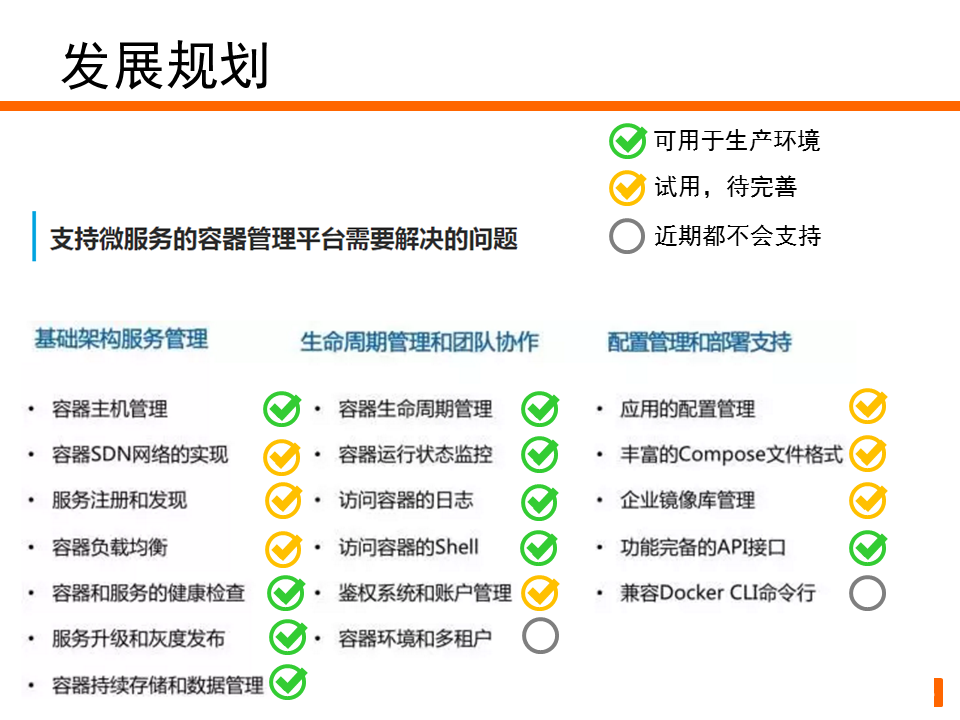 发展规划
可用于生产环境
试用，待完善
近期都不会支持
支持微服务的容器管理平台需要解决的问题
基础架构服务管理
• 容器主机管理
• 容器SDN网络的实现
• 服务注册和发现
• 容器负载均衡
• 容器和服务的健康检查
• 服务升级和灰度发布
• 容器持续存储和数据管理
生命周期管理和团队协作
• 容器生命周期管理
• 容器运行状态监控
• 访问容器的日志
• 访问容器的Shell
• 鉴权系统和账户管理
• 容器环境和多租户
配置管理和部署支持
• 应用的配置管理
• 丰富的Compose文件格式
• 企业镜像库管理
• 功能完备的API接口
• 兼容Docker CLI命令行